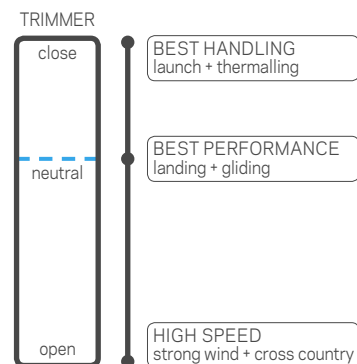 TRIMMER
close
BEST HANDLING
launch + thermalling
neutral
BEST PERFORMANCE
landing + gliding
open
HIGH SPEED
strong wind + cross country